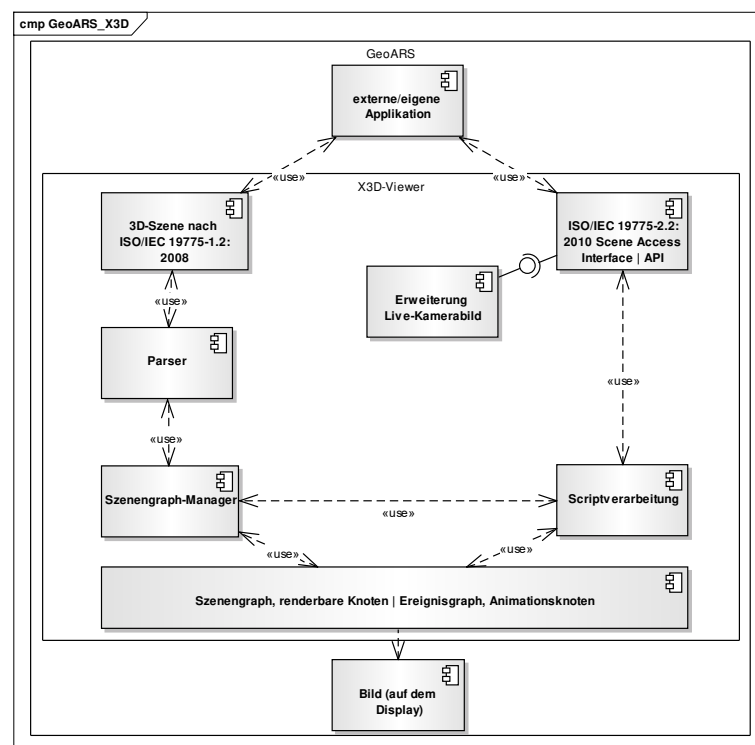 cmp GeoARS_X3D
GeoARS
externe/eigene
Applikation
«use»
«use»
X3D-Viewer
3D-Szene nach
ISO/IEC 19775-1.2:
2008
ISO/IEC 19775-2.2:
2010 Scene Access
Interface | API
Erweiterung
Live-Kamerabild
«use»
Parser
«use»
«use»
Szenengraph-Manager
Scriptverarbeitung
«use»
«use»
«use»
Szenengraph, renderbare Knoten | Ereignisgraph, Animationsknoten
Bild (auf dem
Display)